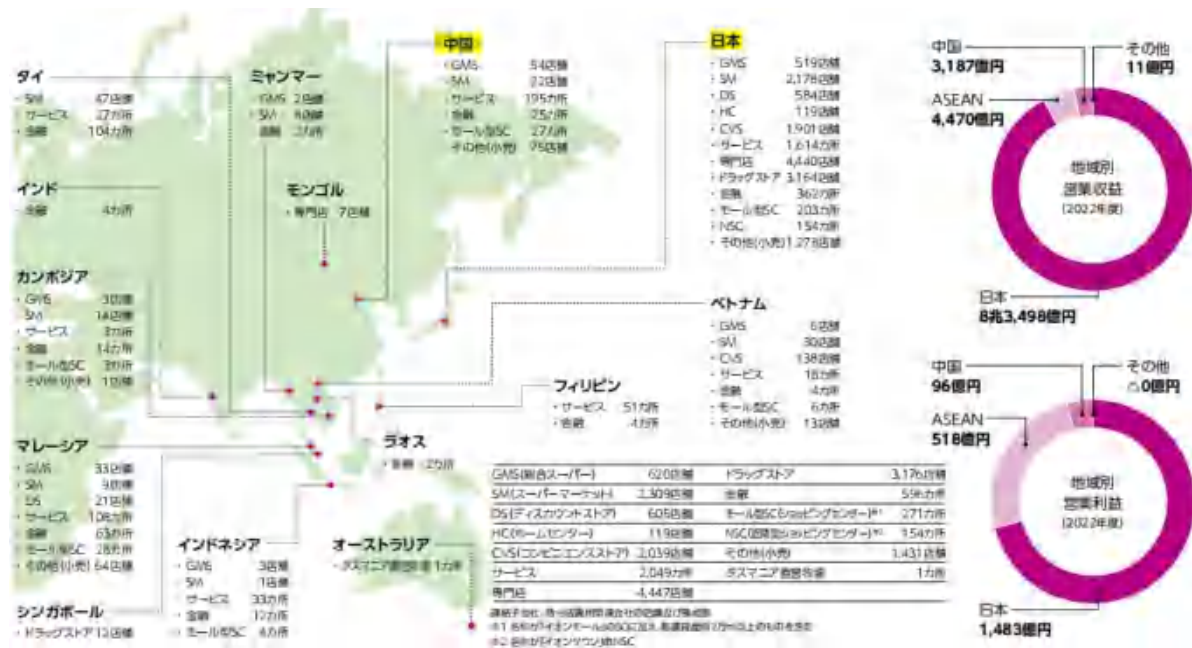 タイ
・SM 47店舗
・サービス 27カ所
・金融 104カ所
ミャンマー
・GMS 2店舗
・SM 8店舗
・金融 2カ所
中国
・GMS 54店舗
・SM 22店舗
・サービス 195カ所
・金融 25カ所
・モール型SC 27カ所
その他(小売) 75店舗
日本
・GMS 519店舗
・SM 2,178店舗
・DS 584店舗
・HC 119店舗
・CVS 1,901店舗
・サービス 1,614カ所
・専門店 4,440店舗
・ドラッグストア 3,164店舗
・金融 362カ所
・モール型SC 203カ所
・NSC 154カ所
・その他(小売) 1,278店舗
インド
・金融 4カ所
モンゴル
・専門店 7店舗
カンボジア
・GMS 3店舗
SM 14店舗
・サービス 3カ所
・金融 14カ所
・モール型SC 3カ所
・その他(小売) 1店舗
ベトナム
・GMS 6店舗
・SM 30店舗
・CVS 138店舗
・サービス 18カ所
・金融 4カ所
・モール型SC 6カ所
・その他(小売) 13店舗
フィリピン
・サービス 51カ所
・金融 4カ所
マレーシア
・GMS 33店舗
・SM 9店舗
DS 21店舗
・サービス 108カ所
・金融 63カ所
・モール型SC 28カ所
・その他(小売) 64店舗
ラオス
・金融 2カ所
シンガポール
・ドラッグストア 12店舗
インドネシア
・GMS 3店舗
SM 1店舗
サービス 33カ所
・金融 12カ所
・モール型SC 4カ所
オーストラリア
・タスマニア直営牧場 1カ所
GMS(総合スーパー) 620店舗 ドラッグストア 3,176店舗
SM(スーパーマーケット) 2,309店舗 金融 596カ所
DS(ディスカウントストア) 605店舗 モール型SC(ショッピングセンター)※1 271カ所
HC(ホームセンター) 119店舗 NSC(近隣型ショッピングセンター)※2 154カ所
CVS(コンビニエンスストア) 2,039店舗 その他(小売) 1,431店舗
サービス 2,049カ所 タスマニア直営牧場 1カ所
専門店 4,447店舗
※2 名称が「イオンタウン」のNSC
中国
3,187億円
その他
11億円
ASEAN
4,470億円
地域別
営業収益
(2022年度)
日本
8兆3,498億円
中国
96億円
その他
△0億円
ASEAN
518億円
地域別
営業利益
(2022年度)
日本
1,483億円